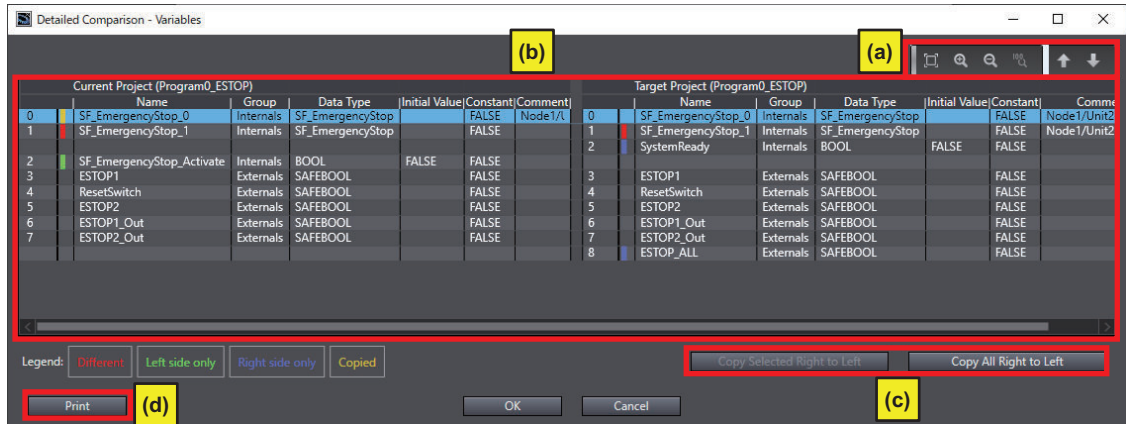 Detailed Comparison - Variables
(b) (a)
Current Project (Program0_ESTOP) Target Project (Program0_ESTOP)
Name Group Data Type Initial Value Constant Comment Name Group Data Type Initial Value Constant Comme
0 SF_EmergencyStop_0 Internals SF_EmergencyStop FALSE Node1/U 0 SF_EmergencyStop_0 Internals SF_EmergencyStop FALSE Node1/Unit2
1 SF_EmergencyStop_1 Internals SF_EmergencyStop FALSE 1 SF_EmergencyStop_1 Internals SF_EmergencyStop FALSE Node1/Unit2
2 SystemReady Internals BOOL FALSE FALSE
2 SF_EmergencyStop_Activate Internals BOOL FALSE FALSE
3 ESTOP1 Externals SAFEBOOL FALSE 3 ESTOP1 Externals SAFEBOOL FALSE
4 ResetSwitch Externals SAFEBOOL FALSE 4 ResetSwitch Externals SAFEBOOL FALSE
5 ESTOP2 Externals SAFEBOOL FALSE 5 ESTOP2 Externals SAFEBOOL FALSE
6 ESTOP1_Out Externals SAFEBOOL FALSE 6 ESTOP1_Out Externals SAFEBOOL FALSE
7 ESTOP2_Out Externals SAFEBOOL FALSE 7 ESTOP2_Out Externals SAFEBOOL FALSE
8 ESTOP_ALL Externals SAFEBOOL FALSE
Legend: Different Left side only Right side only Copied Copy Selected Right to Left Copy All Right to Left
Print (d) OK Cancel (c)